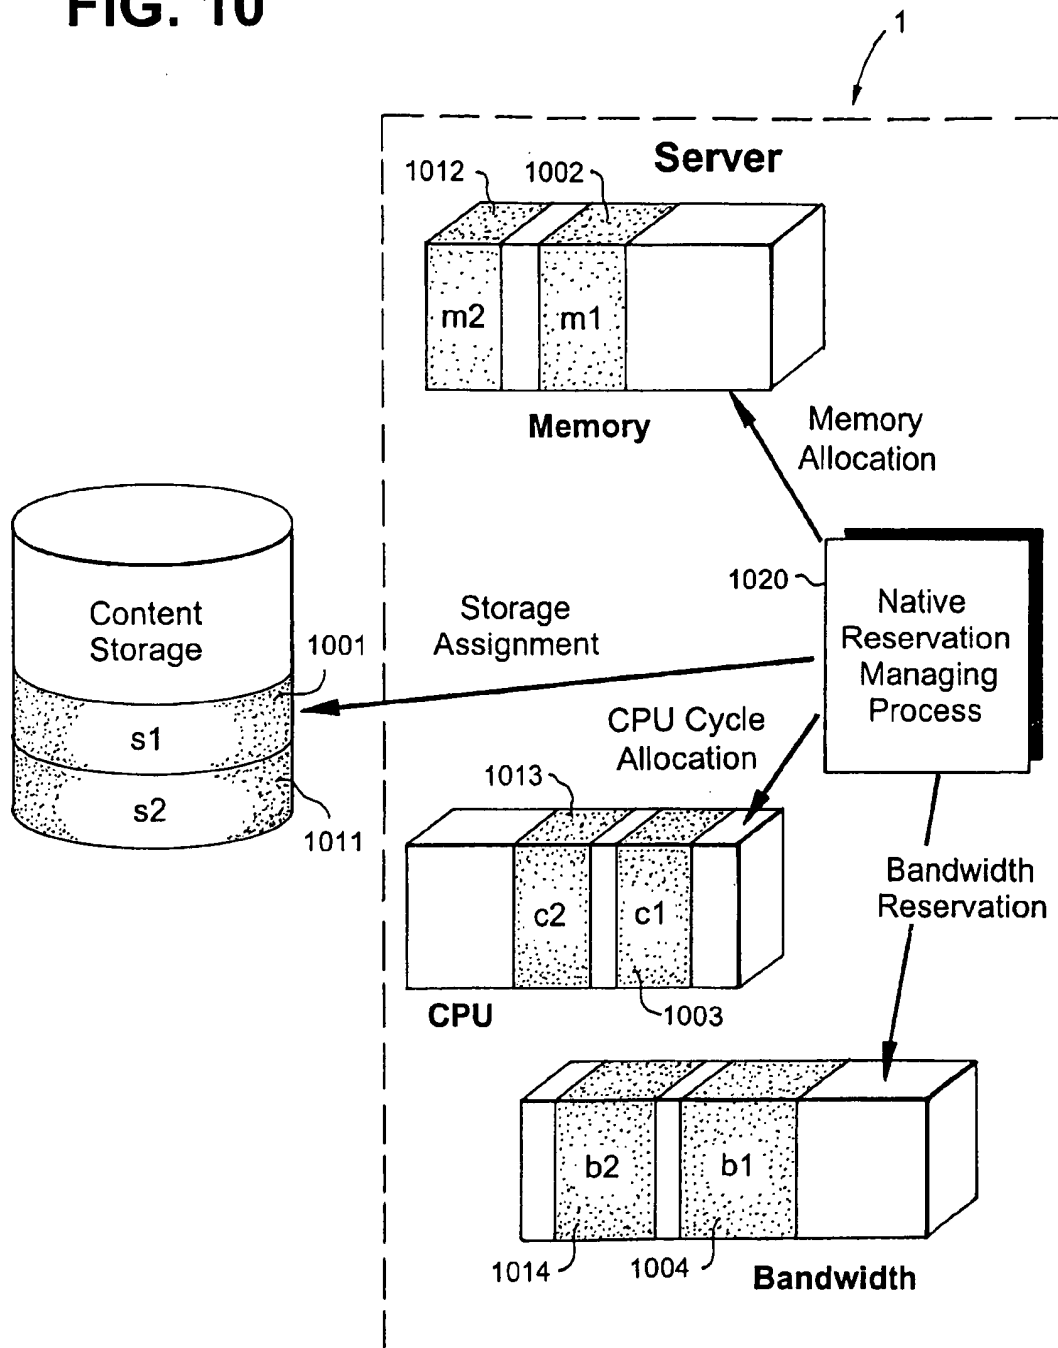 FIG. 10
1
Server
1012
1002
m2
m1
Memory
Memory
Allocation
1020
Native
Reservation
Managing
Process
Content
Storage
1001
s1
s2
1011
Storage
Assignment
CPU Cycle
Allocation
1013
c2
c1
CPU
1003
Bandwidth
Reservation
b2
b1
1014
1004
Bandwidth